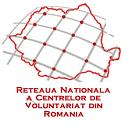 RETEAUA NATIONALA
A CENTRELOR DE
VOLUNTARIAT DIN
ROMANIA